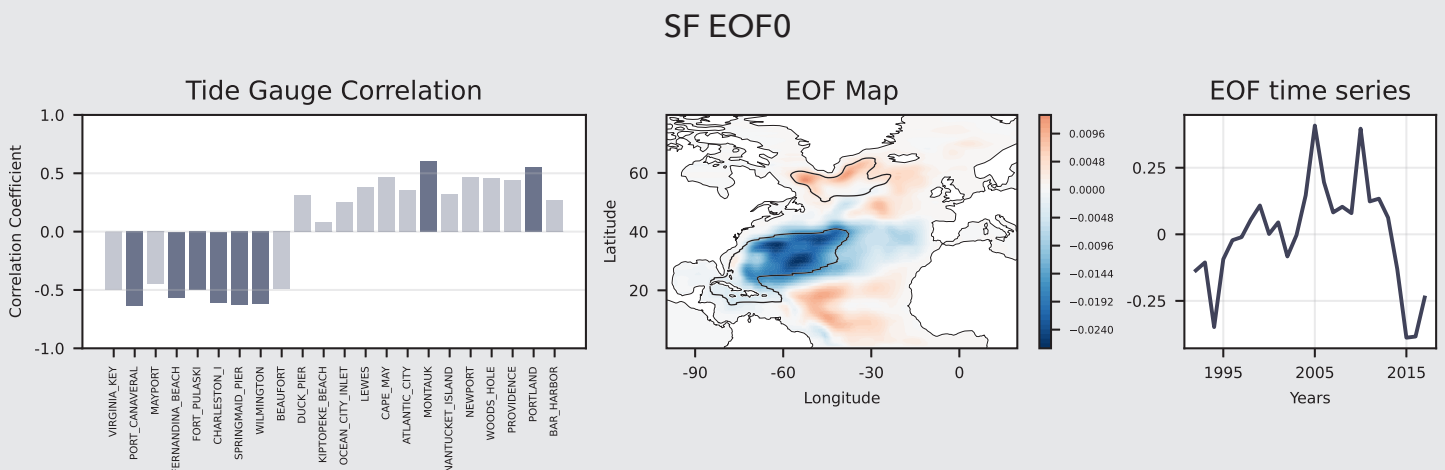 SF EOF0
Tide Gauge Correlation
Correlation Coefficient
1.0
0.5
0.0
-0.5
-1.0
VIRGINIA_KEY
PORT_CANAVERAL
MAYPORT
FERNANDINA_BEACH
FORT_PULASKI
CHARLESTON_I
SPRINGMAID_PIER
WILMINGTON
BEAUFORT
DUCK_PIER
KIPTOPEKE_BEACH
OCEAN_CITY_INLET
LEWES
CAPE_MAY
ATLANTIC_CITY
MONTAUK
NANTUCKET_ISLAND
NEWPORT
WOODS_HOLE
PROVIDENCE
PORTLAND
BAR_HARBOR
EOF Map
Latitude
60
40
20
-90
-60
-30
0
Longitude
0.0096
0.0048
0.0000
−0.0048
−0.0096
−0.0144
−0.0192
−0.0240
EOF time series
0.25
0
-0.25
1995
2005
2015
Years